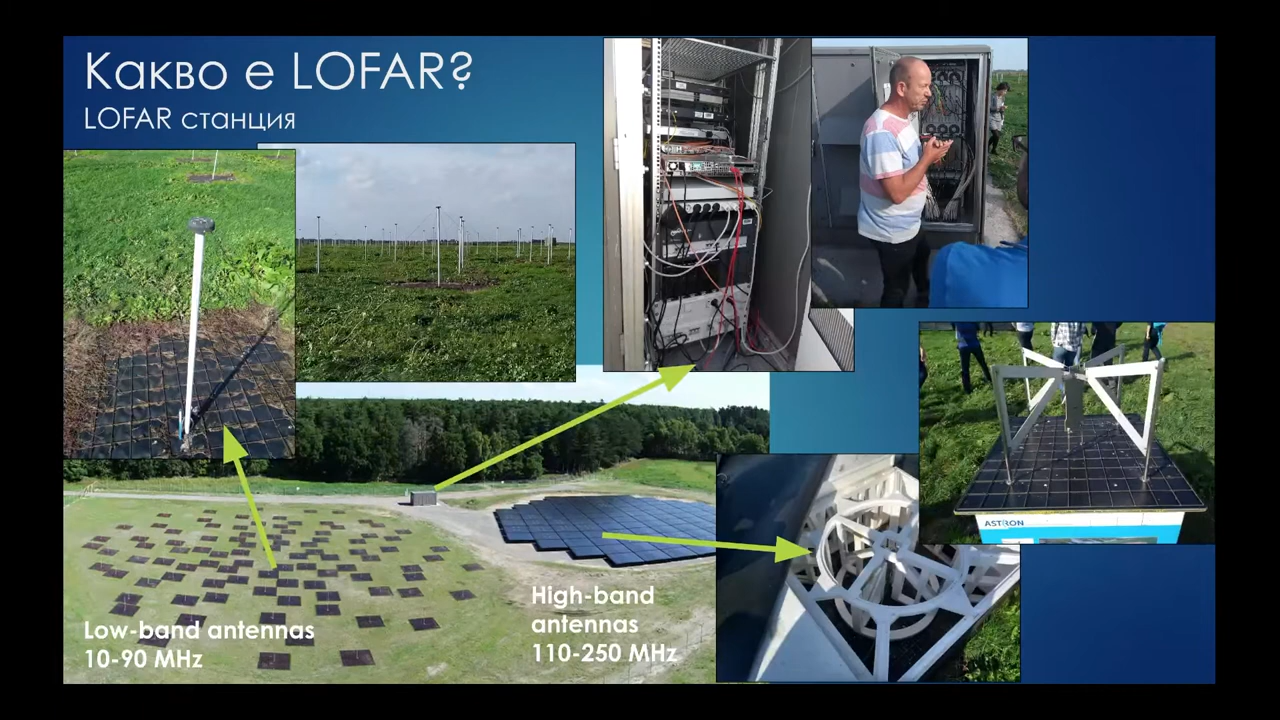 Какво е LOFAR?
LOFAR станция
ASTRON
Low-band antennas
10-90 MHz
High-band
antennas
110-250 MHz